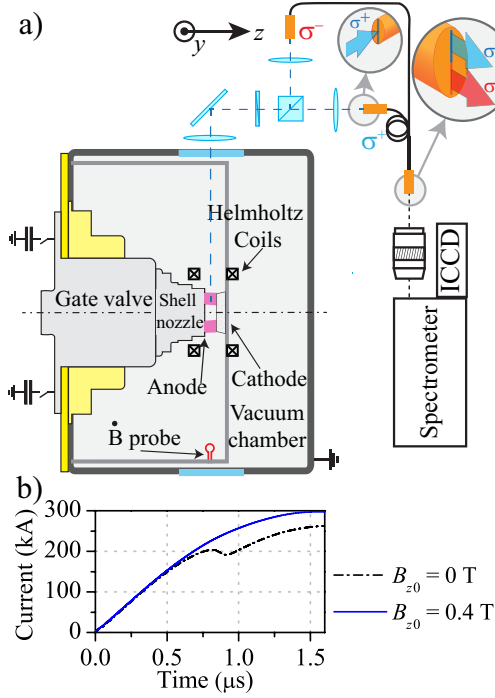 a)
y
z
σ⁻
σ⁺
σ
σ
σ⁺
Helmholtz
Coils
Gate valve
Shell
nozzle
Anode
Cathode
Ḃ probe
Vacuum
chamber
ICCD
Spectrometer
b)
Current (kA)
300
200
100
0
0.0
0.5
1.0
1.5
Time (μs)
B_z0 = 0 T
B_z0 = 0.4 T